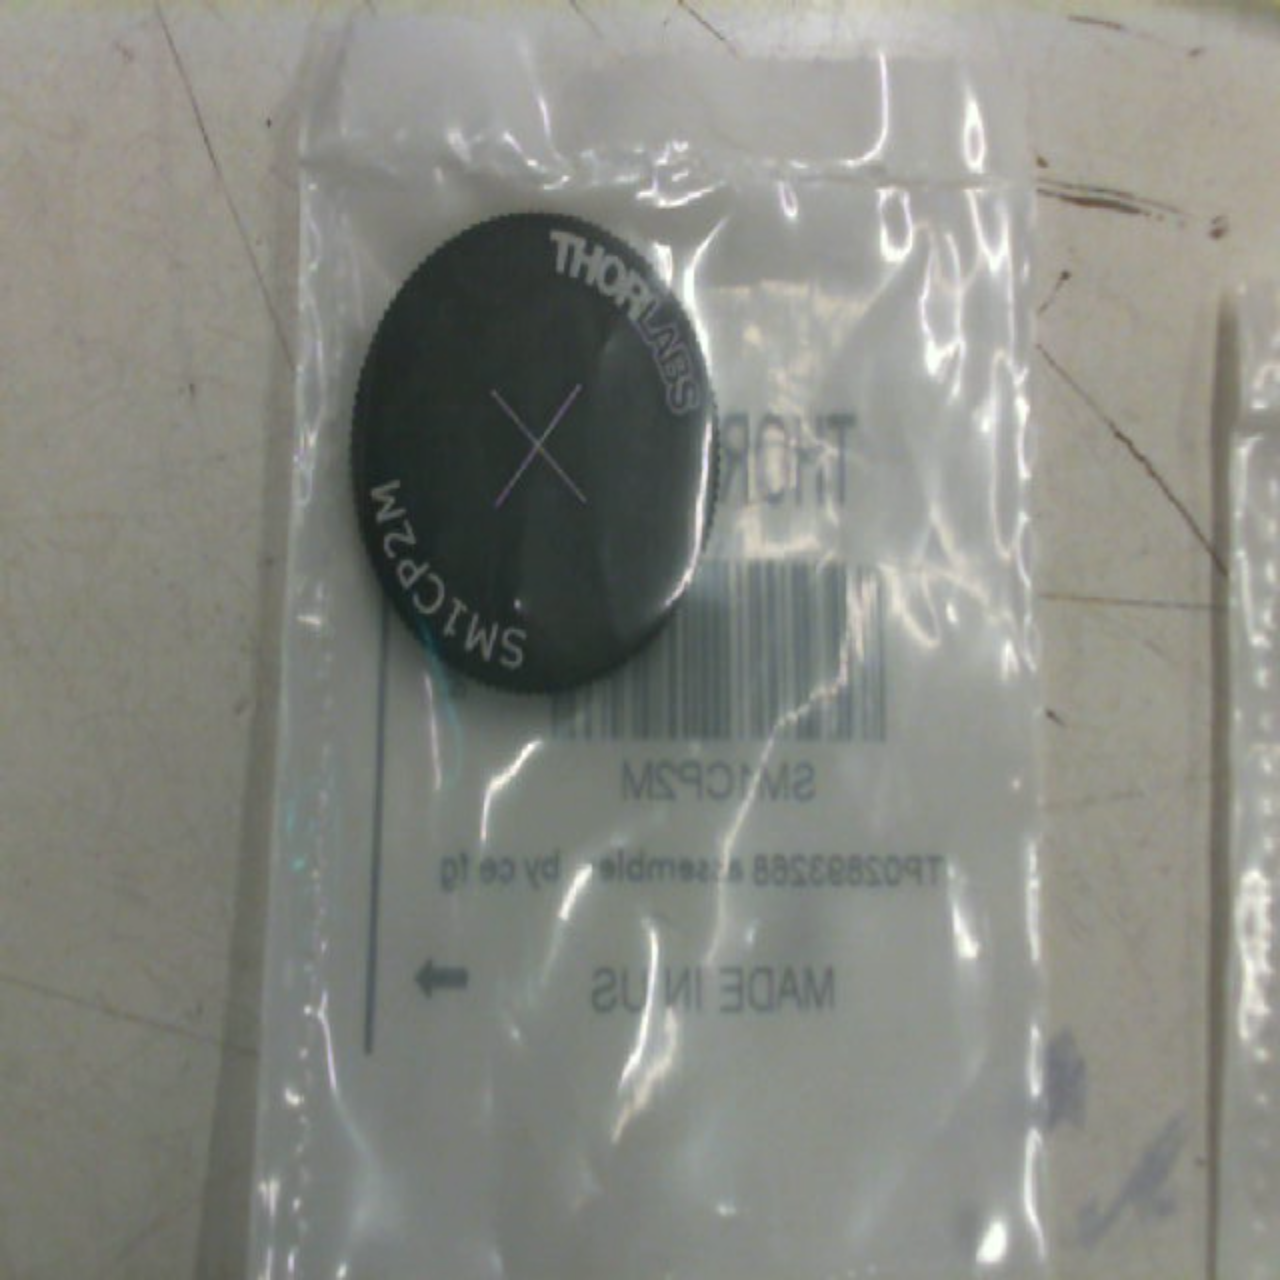 THORLABS
SM1CP2M
THOR
SM1CP2M
TP02893268 assemble by ce fg
MADE IN US